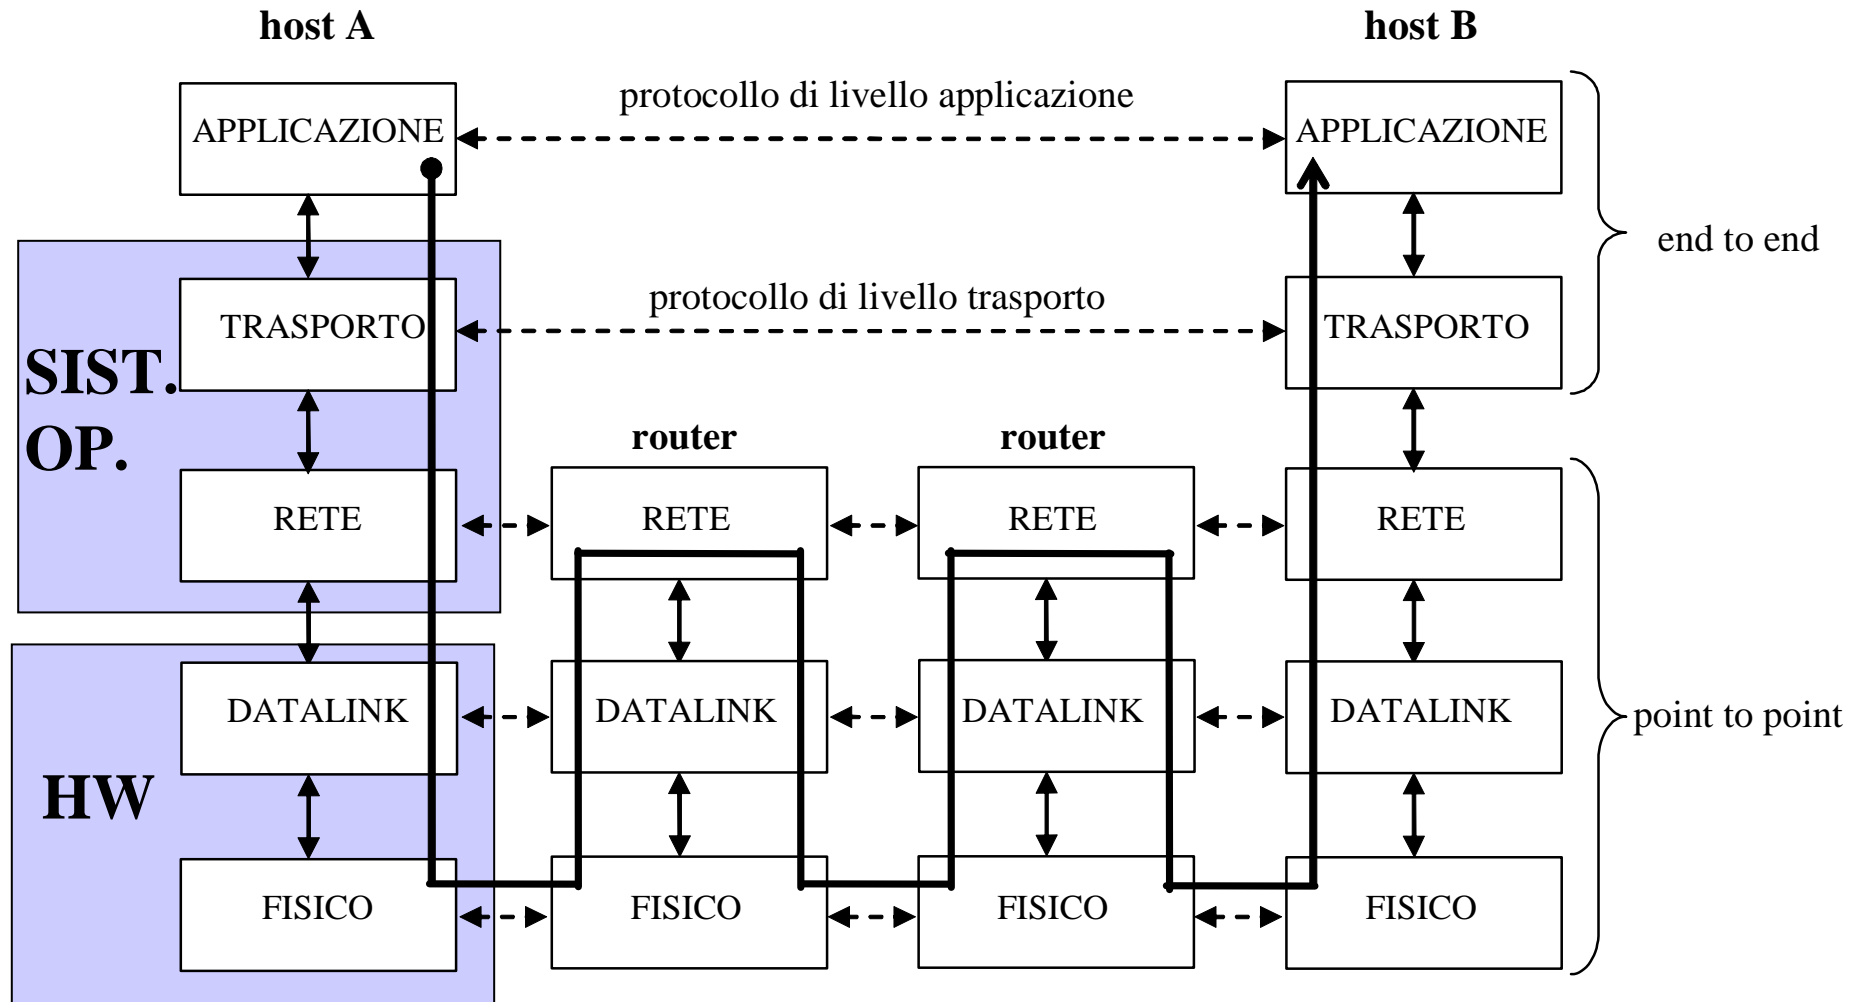 host A
host B
APPLICAZIONE
protocollo di livello applicazione
APPLICAZIONE
end to end
TRASPORTO
protocollo di livello trasporto
TRASPORTO
SIST.
OP.
router
router
RETE
RETE
RETE
RETE
DATALINK
DATALINK
DATALINK
DATALINK
point to point
HW
FISICO
FISICO
FISICO
FISICO